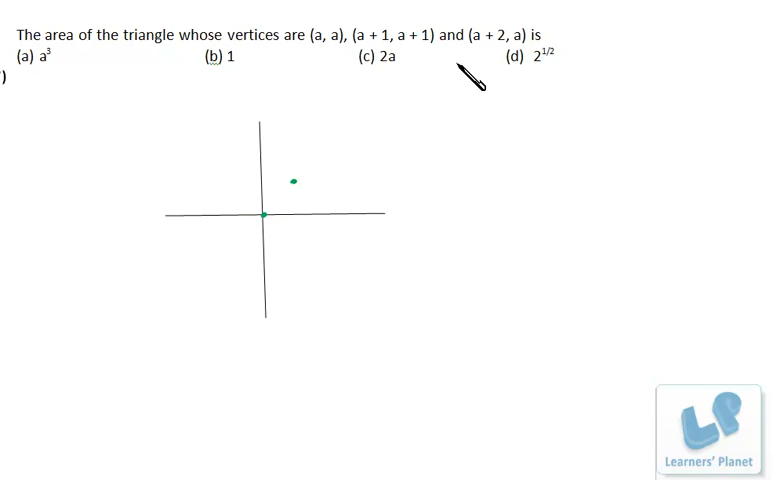 The area of the triangle whose vertices are (a, a), (a + 1, a + 1) and (a + 2, a) is
(a) a³ (b) 1 (c) 2a (d) 2^1/2
)
LP
Learners' Planet